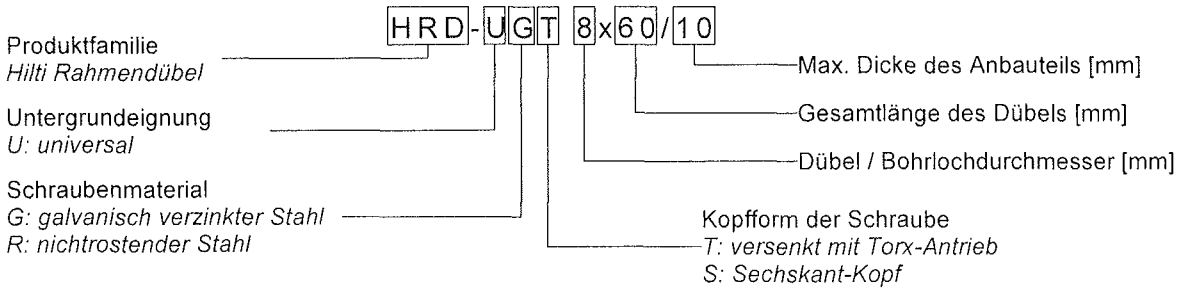 HRD-UGT 8x60/10
Produktfamilie
Hilti Rahmendübel
Untergrundeignung
U: universal
Schraubenmaterial
G: galvanisch verzinkter Stahl
R: nichtrostender Stahl
Max. Dicke des Anbauteils [mm]
Gesamtlänge des Dübels [mm]
Dübel / Bohrlochdurchmesser [mm]
Kopfform der Schraube
T: versenkt mit Torx-Antrieb
S: Sechskant-Kopf